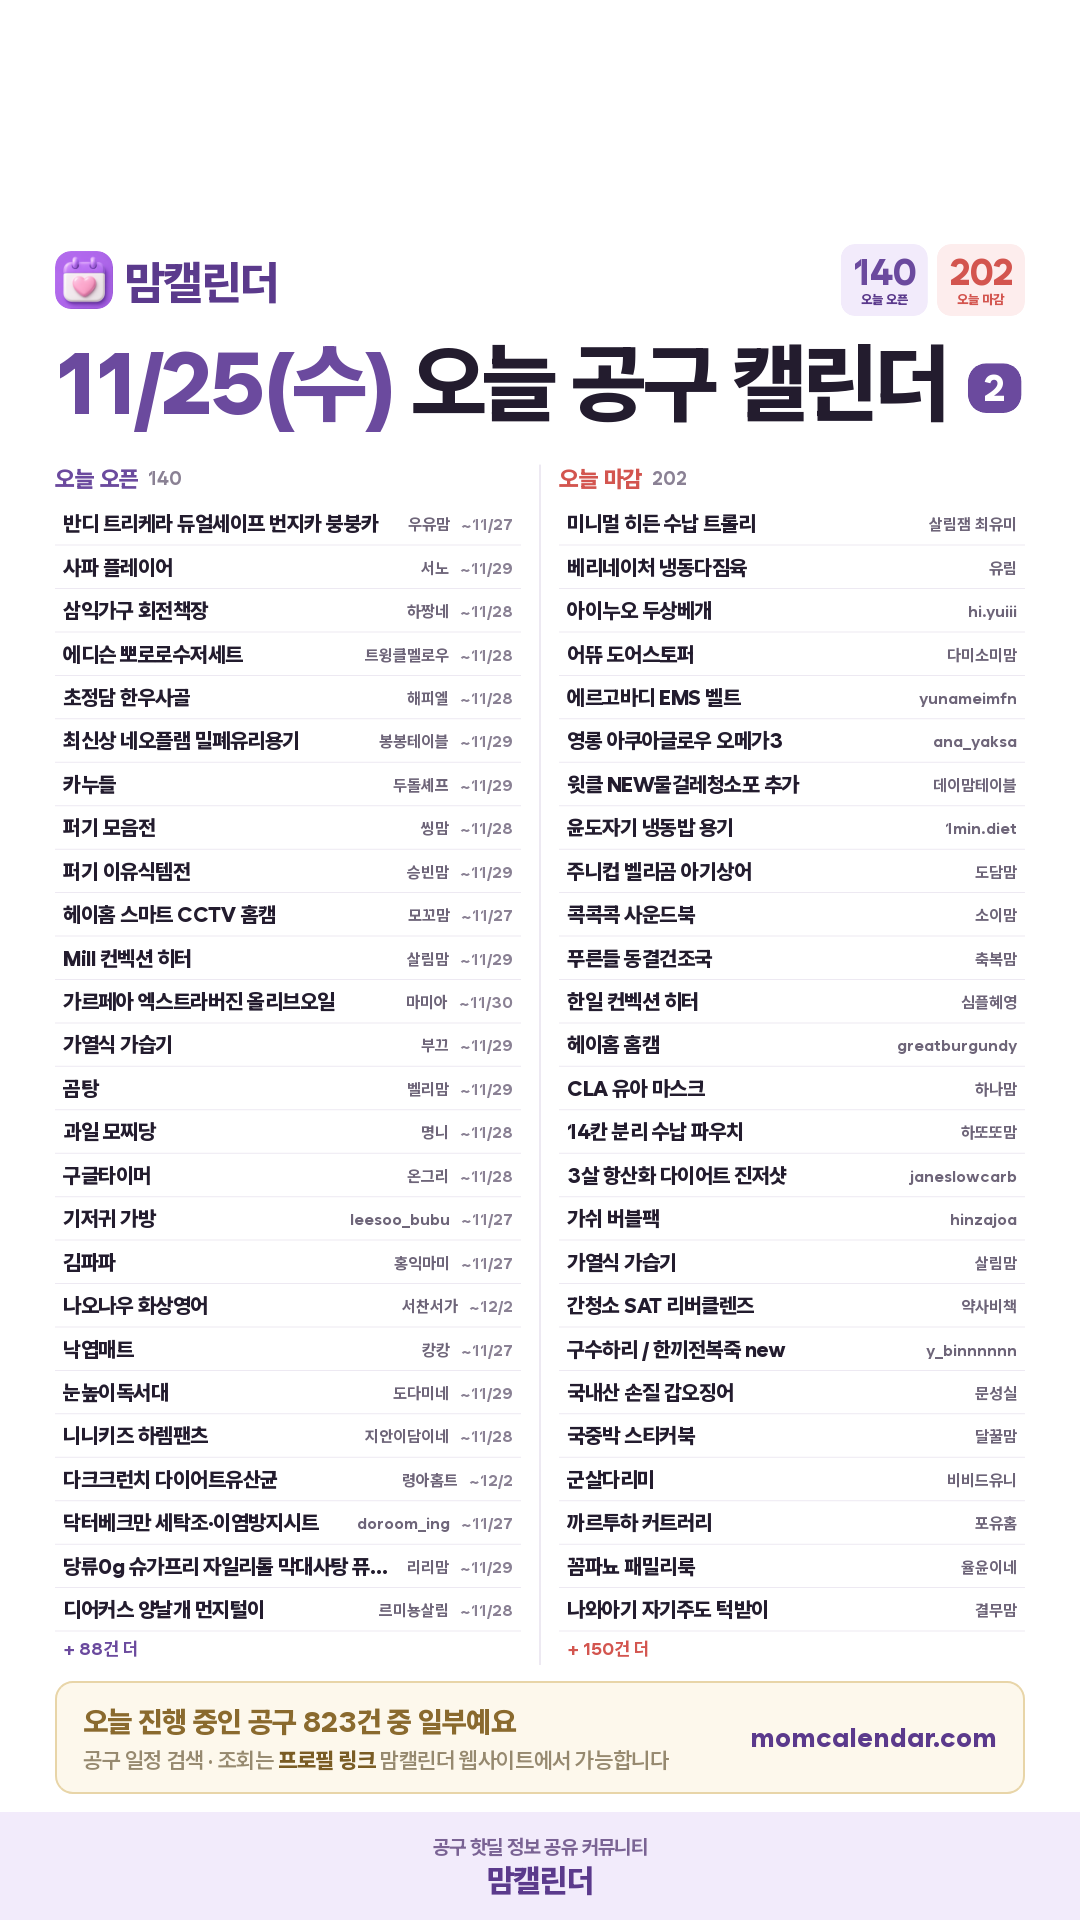 맘캘린더
140
오늘 오픈
202
오늘 마감
11/25(수) 오늘 공구 캘린더 2
오늘 오픈 140
반디 트리케라 듀얼세이프 번지카 붕붕카 우유맘 ~11/27
사파 플레이어 서노 ~11/29
삼익가구 회전책장 하짱네 ~11/28
에디슨 뽀로로수저세트 트윙클멜로우 ~11/28
초정담 한우사골 해피엘 ~11/28
최신상 네오플램 밀폐유리용기 봉봉테이블 ~11/29
카누들 두돌셰프 ~11/29
퍼기 모음전 씽맘 ~11/28
퍼기 이유식템전 승빈맘 ~11/29
헤이홈 스마트 CCTV 홈캠 모꼬맘 ~11/27
Mill 컨벡션 히터 살림맘 ~11/29
가르페아 엑스트라버진 올리브오일 마미아 ~11/30
가열식 가습기 부끄 ~11/29
곰탕 벨리맘 ~11/29
과일 모찌당 명니 ~11/28
구글타이머 온그리 ~11/28
기저귀 가방 leesoo_bubu ~11/27
김파파 홍익마미 ~11/27
나오나우 화상영어 서찬서가 ~12/2
낙엽매트 캉캉 ~11/27
눈높이독서대 도다미네 ~11/29
니니키즈 하렘팬츠 지안이담이네 ~11/28
다크크런치 다이어트유산균 령아홈트 ~12/2
닥터베크만 세탁조·이염방지시트 doroom_ing ~11/27
당류0g 슈가프리 자일리톨 막대사탕 퓨... 리리맘 ~11/29
디어커스 양날개 먼지털이 르미뇽살림 ~11/28
+ 88건 더
오늘 마감 202
미니멀 히든 수납 트롤리 살림잼 최유미
베리네이처 냉동다짐육 유림
아이누오 두상베개 hi.yuiii
어뜌 도어스토퍼 다미소미맘
에르고바디 EMS 벨트 yunameimfn
영롱 아쿠아글로우 오메가3 ana_yaksa
윗클 NEW물걸레청소포 추가 데이맘테이블
윤도자기 냉동밥 용기 1min.diet
주니컵 벨리곰 아기상어 도담맘
콕콕콕 사운드북 소이맘
푸른들 동결건조국 축복맘
한일 컨벡션 히터 심플혜영
헤이홈 홈캠 greatburgundy
CLA 유아 마스크 하나맘
14칸 분리 수납 파우치 하또또맘
3살 항산화 다이어트 진저샷 janeslowcarb
가쉬 버블팩 hinzajoa
가열식 가습기 살림맘
간청소 SAT 리버클렌즈 약사비책
구수하리 / 한끼전복죽 new y_binnnnnn
국내산 손질 갑오징어 문성실
국중박 스티커북 달꿀맘
군살다리미 비비드유니
까르투하 커트러리 포유홈
꼼파뇨 패밀리룩 율윤이네
나와아기 자기주도 턱받이 결무맘
+ 150건 더
오늘 진행 중인 공구 823건 중 일부예요
공구 일정 검색 · 조회는 프로필 링크 맘캘린더 웹사이트에서 가능합니다
momcalendar.com
공구 핫딜 정보 공유 커뮤니티
맘캘린더